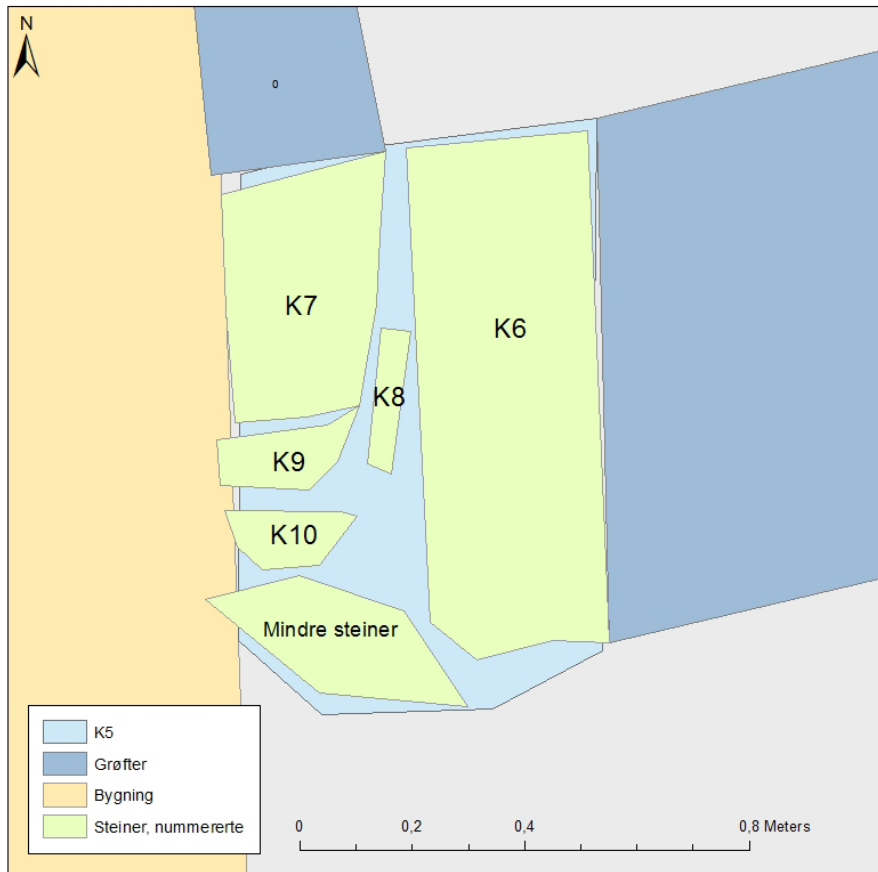 N
0
K7
K6
K8
K9
K10
Mindre steiner
K5
Grøfter
Bygning
Steiner, nummererte
0 0,2 0,4 0,8 Meters